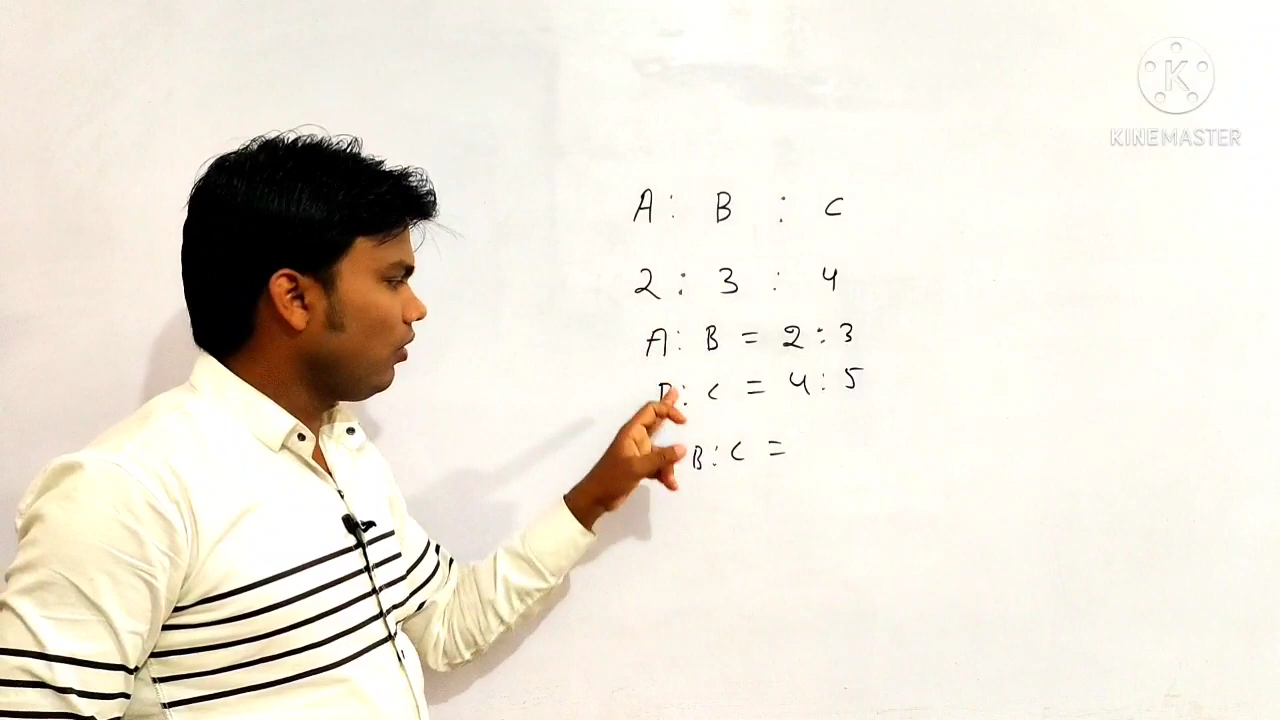 K
KINEMASTER
A : B : C
2 : 3 : 4
A : B = 2 : 3
B : C = 4 : 5
B : C =